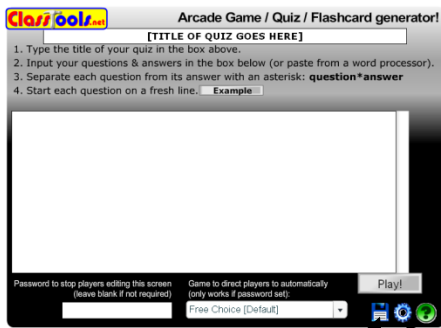 ClassTools.net
Arcade Game / Quiz / Flashcard generator!
[TITLE OF QUIZ GOES HERE]
1. Type the title of your quiz in the box above.
2. Input your questions & answers in the box below (or paste from a word processor).
3. Separate each question from its answer with an asterisk: question*answer
4. Start each question on a fresh line. Example
Password to stop players editing this screen
(leave blank if not required)
Game to direct players to automatically
(only works if password set):
Free Choice [Default]
Play!
?